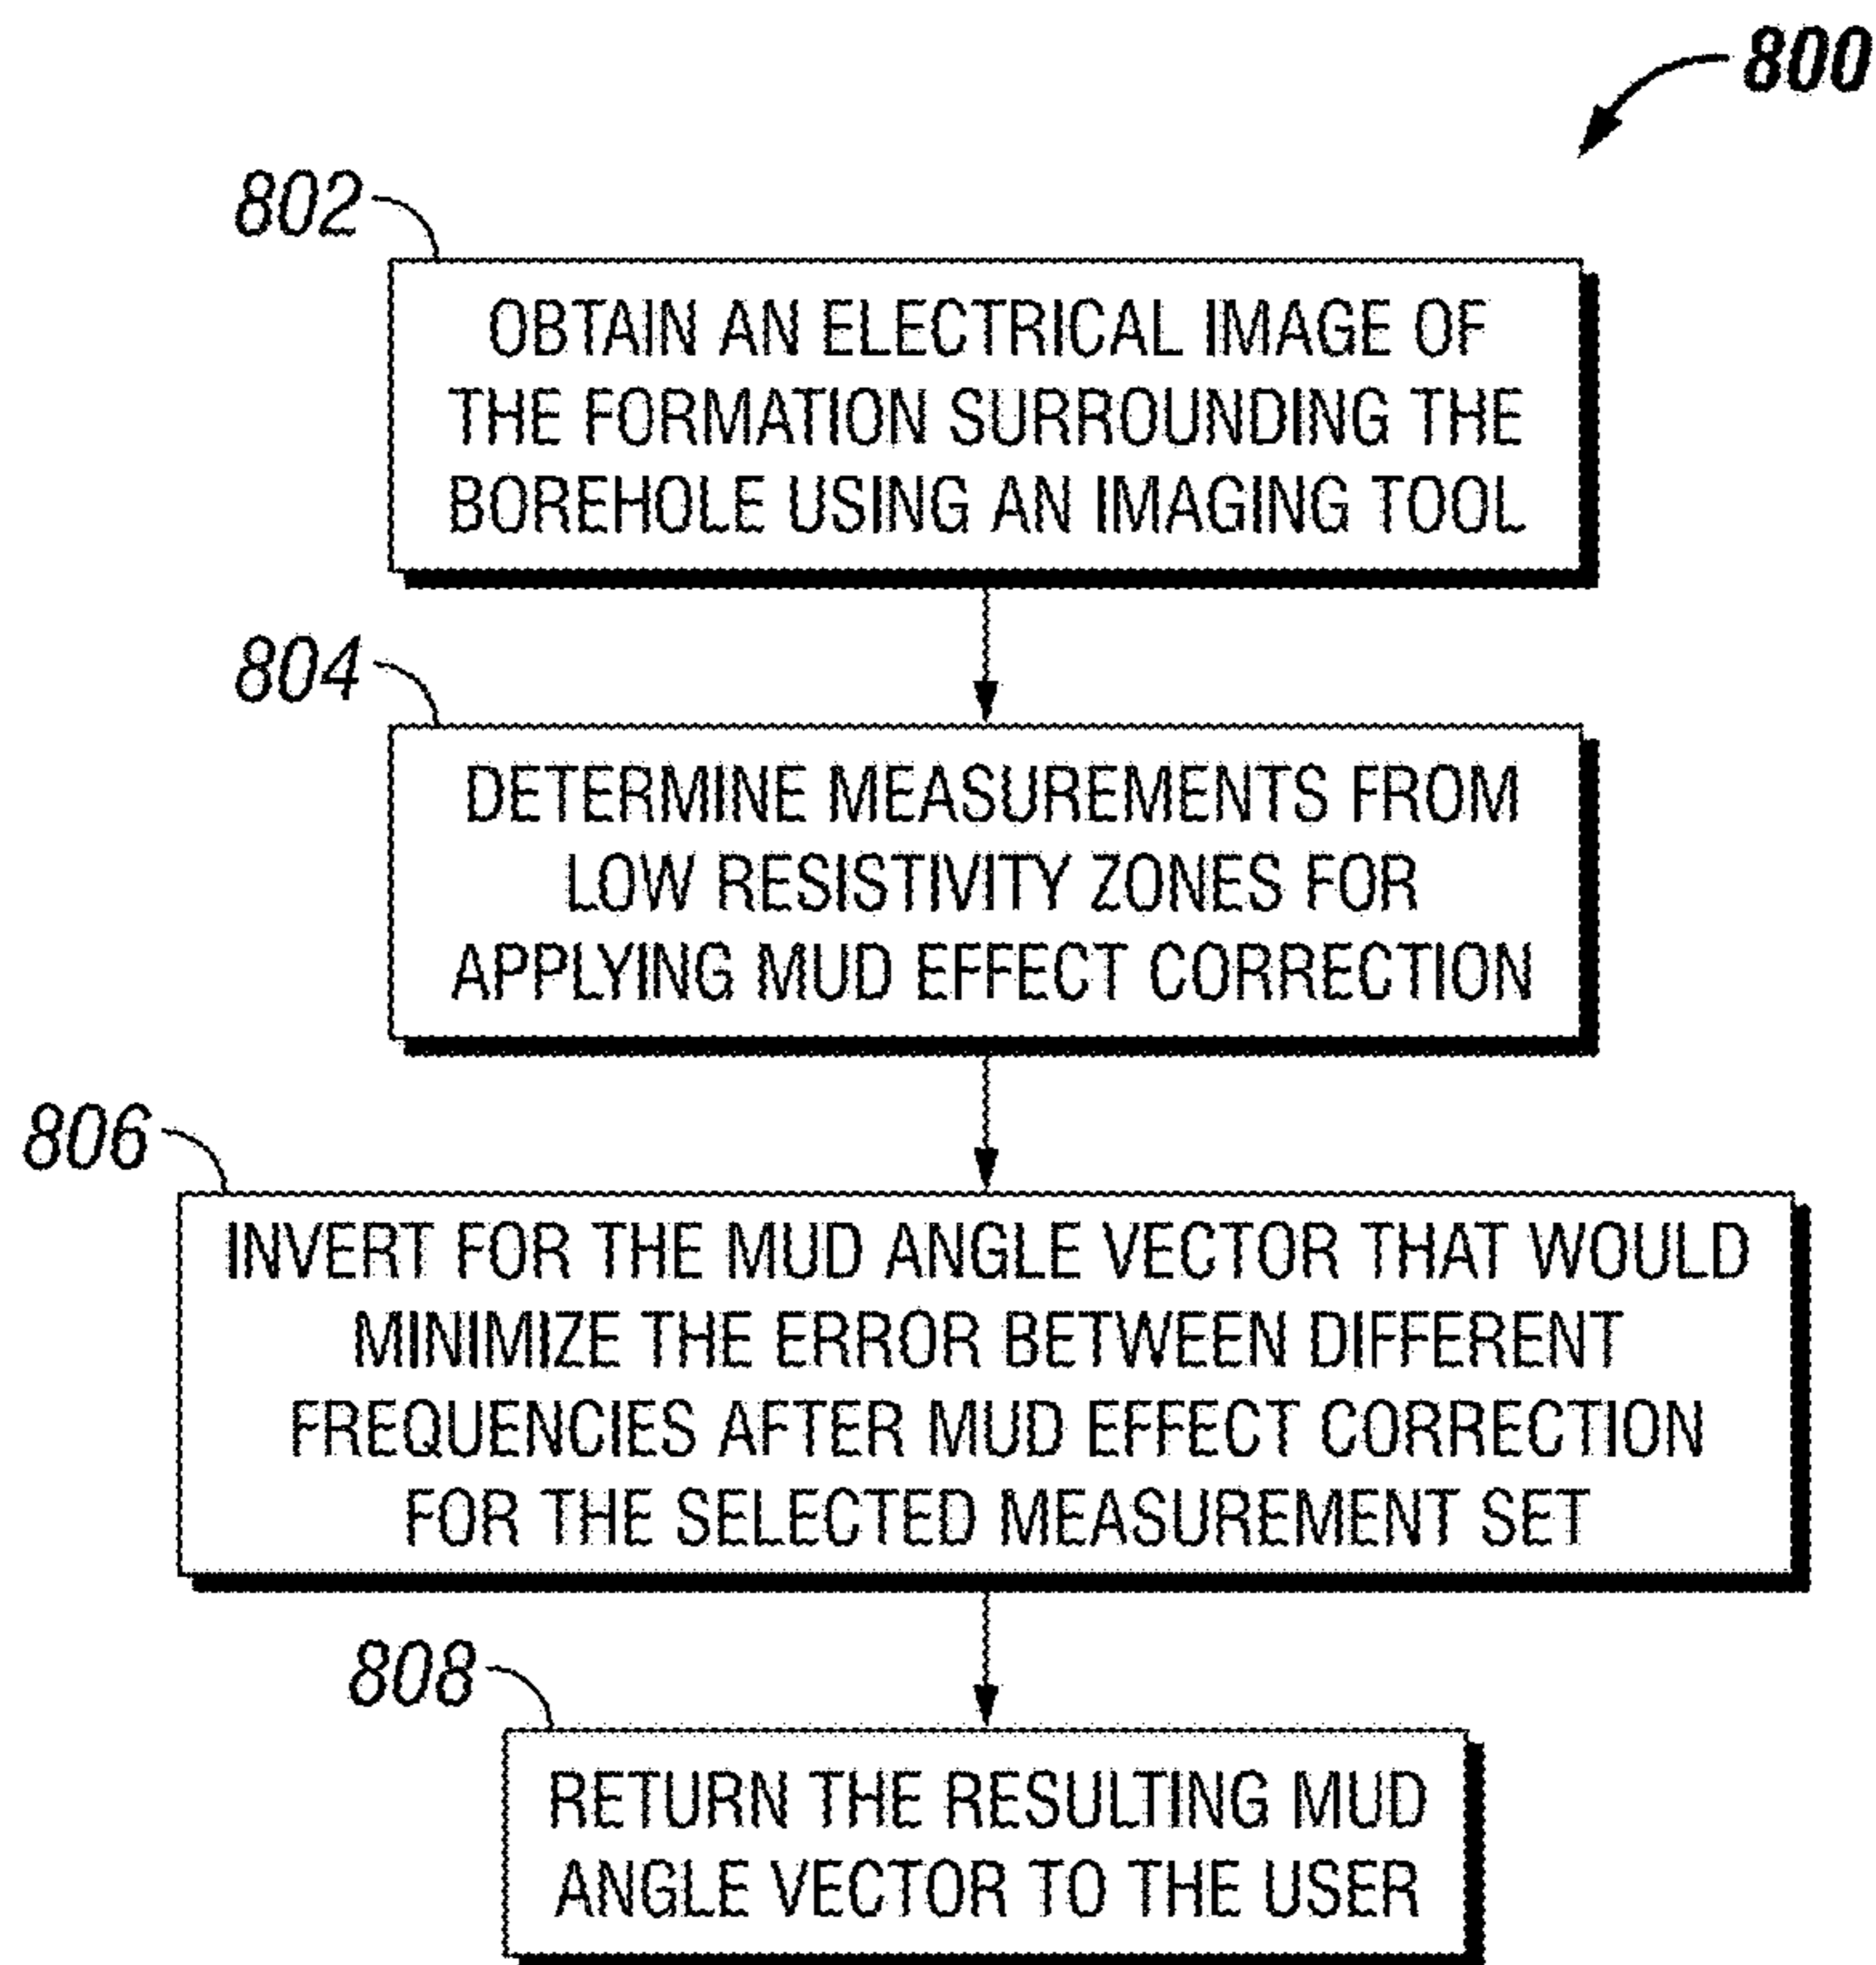 800
802
OBTAIN AN ELECTRICAL IMAGE OF
THE FORMATION SURROUNDING THE
BOREHOLE USING AN IMAGING TOOL
804
DETERMINE MEASUREMENTS FROM
LOW RESISTIVITY ZONES FOR
APPLYING MUD EFFECT CORRECTION
806
INVERT FOR THE MUD ANGLE VECTOR THAT WOULD
MINIMIZE THE ERROR BETWEEN DIFFERENT
FREQUENCIES AFTER MUD EFFECT CORRECTION
FOR THE SELECTED MEASUREMENT SET
808
RETURN THE RESULTING MUD
ANGLE VECTOR TO THE USER